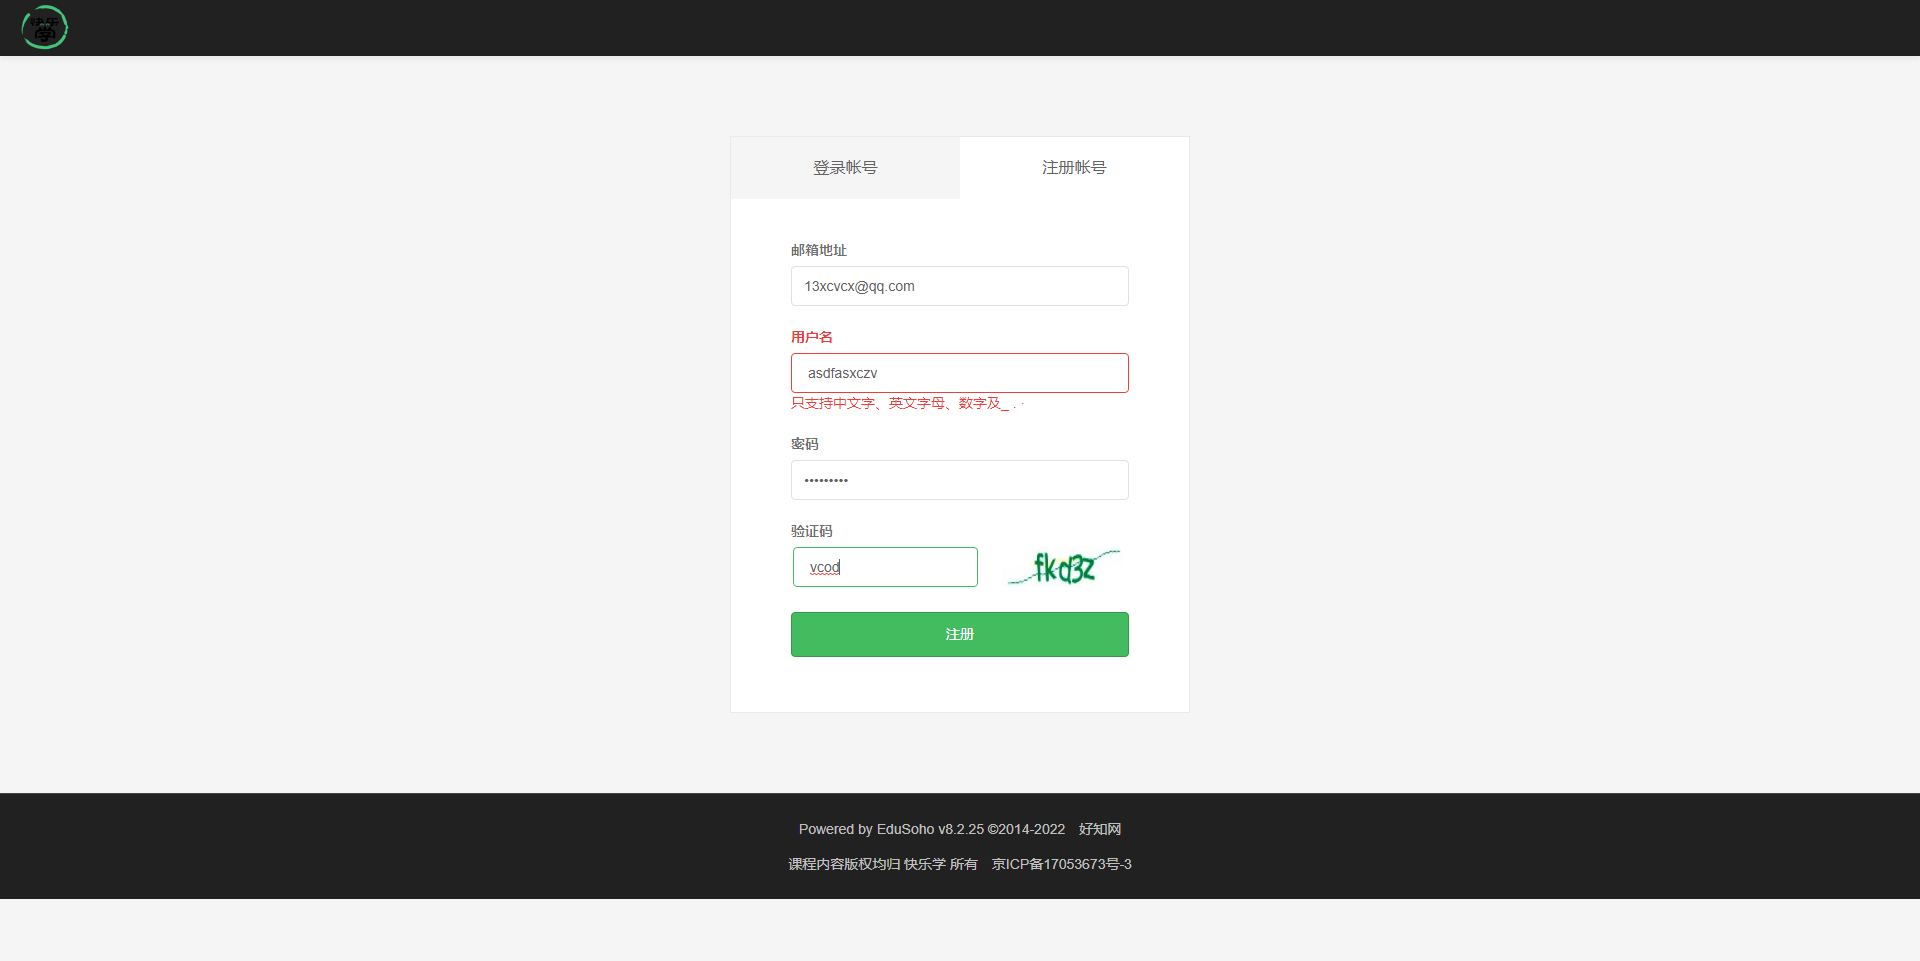 快乐
學
登录帐号
注册帐号
邮箱地址
13xcvcx@qq.com
用户名
asdfasxczv
只支持中文字、英文字母、数字及_ . ·
密码
•••••••••
验证码
vcod
fkd3z
注册
Powered by EduSoho v8.2.25 ©2014-2022 好知网
课程内容版权均归 快乐学 所有 京ICP备17053673号-3